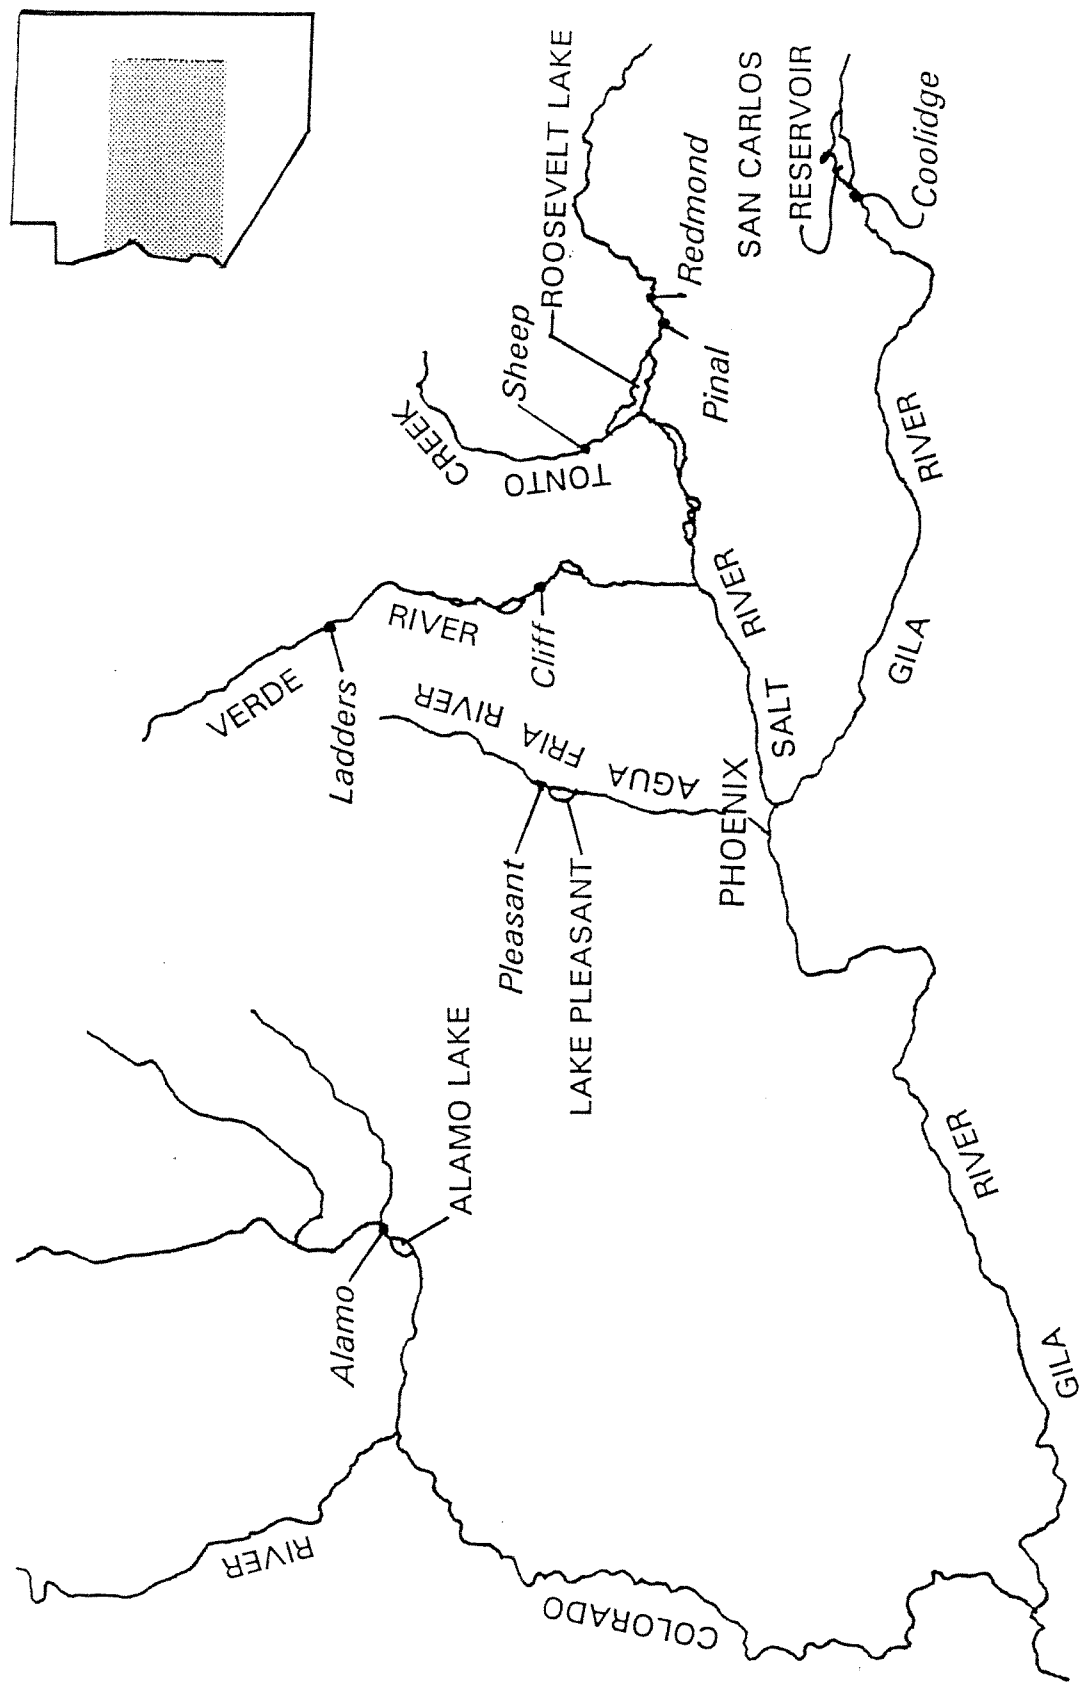 COLORADO
RIVER
Alamo
ALAMO LAKE
GILA
RIVER
Pleasant
LAKE PLEASANT
PHOENIX
AGUA
FRIA RIVER
Ladders
VERDE
RIVER
Cliff
SALT
RIVER
GILA
RIVER
TONTO
CREEK
Sheep
ROOSEVELT LAKE
Pinal
Redmond
SAN CARLOS
RESERVOIR
Coolidge